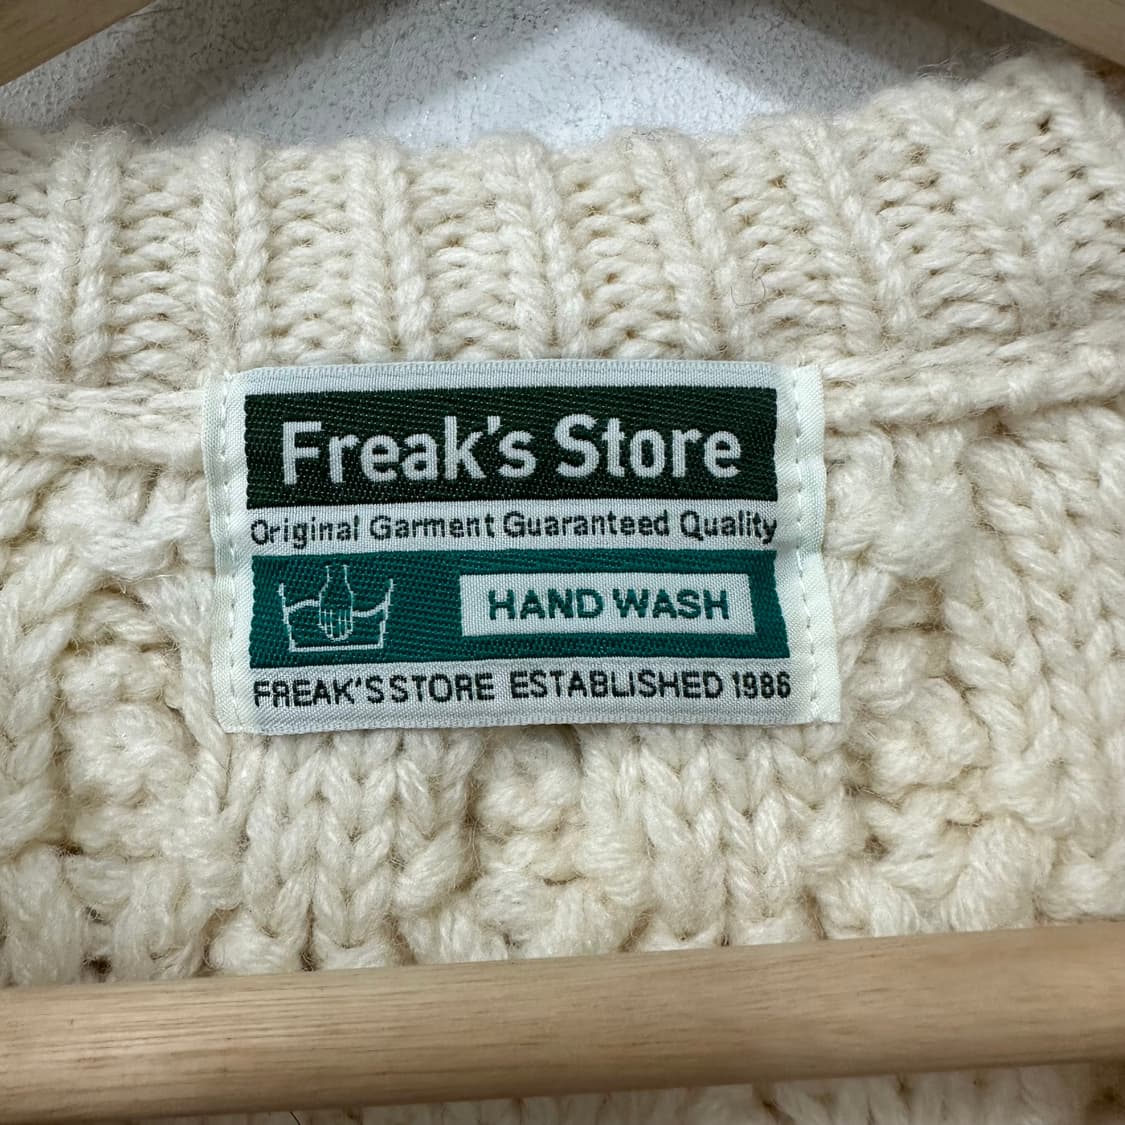 Freak's Store
Original Garment Guaranteed Quality
HAND WASH
FREAK'S STORE ESTABLISHED 1986